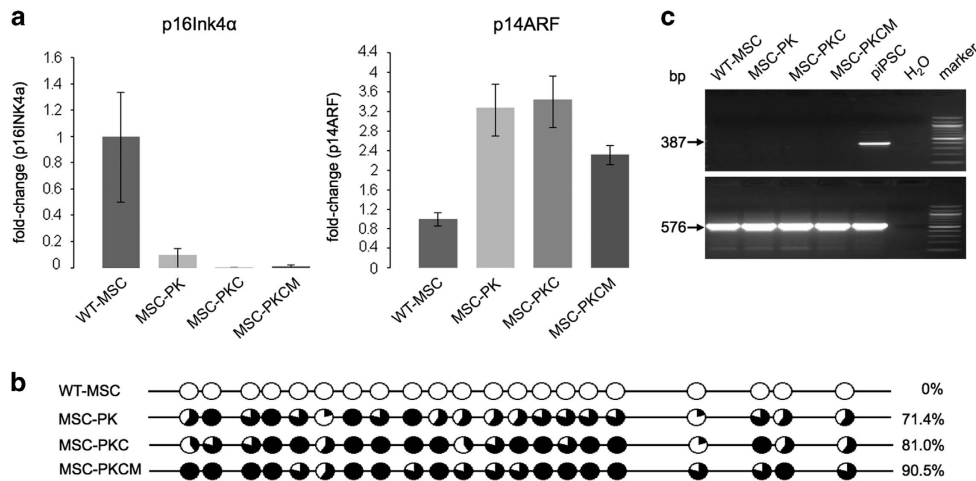 a
p16Ink4α
fold-change (p16INK4a)
1.6
1.4
1.2
1
0.8
0.6
0.4
0.2
0
WT-MSC
MSC-PK
MSC-PKC
MSC-PKCM
p14ARF
fold-change (p14ARF)
4.4
4
3.6
3.2
2.8
2.4
2
1.6
1.2
0.8
0.4
0
WT-MSC
MSC-PK
MSC-PKC
MSC-PKCM
c
bp
WT-MSC
MSC-PK
MSC-PKC
MSC-PKCM
piPSC
H₂O
marker
387
576
b
WT-MSC 0%
MSC-PK 71.4%
MSC-PKC 81.0%
MSC-PKCM 90.5%